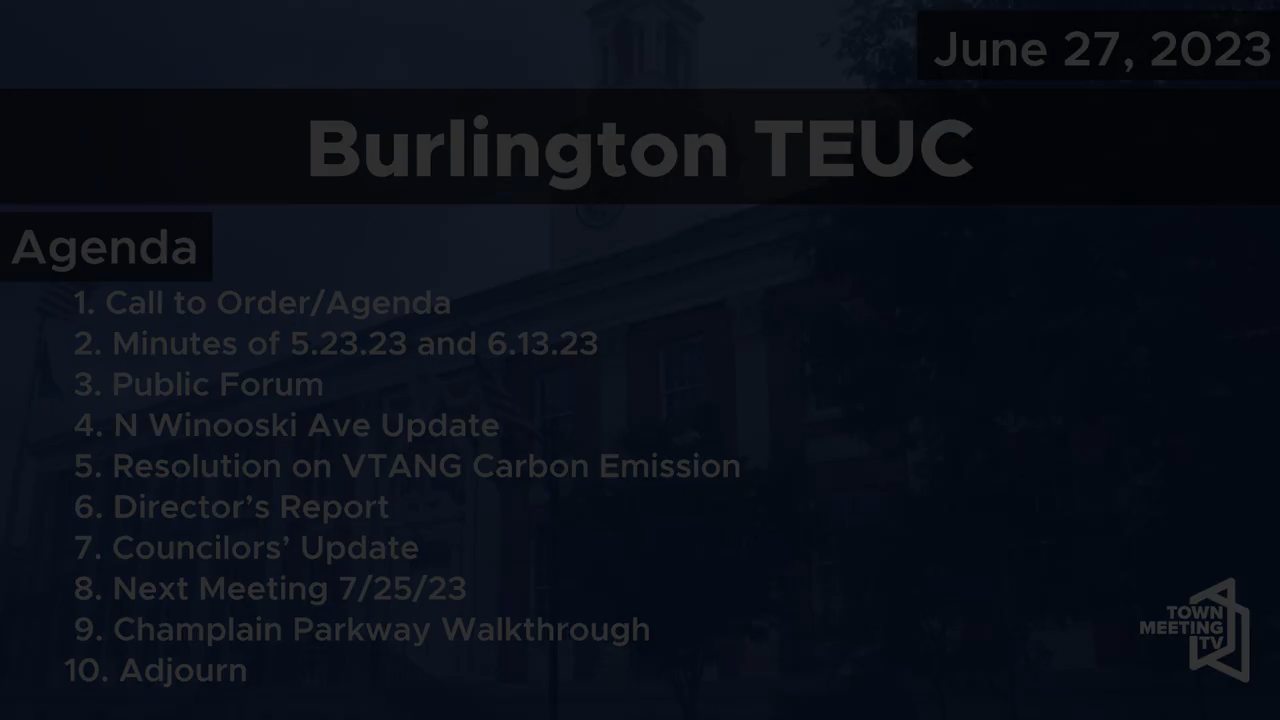 June 27, 2023
Burlington TEUC
Agenda
1. Call to Order/Agenda
2. Minutes of 5.23.23 and 6.13.23
3. Public Forum
4. N Winooski Ave Update
5. Resolution on VTANG Carbon Emission
6. Director’s Report
7. Councilors’ Update
8. Next Meeting 7/25/23
9. Champlain Parkway Walkthrough
10. Adjourn
TOWN
MEETING
TV